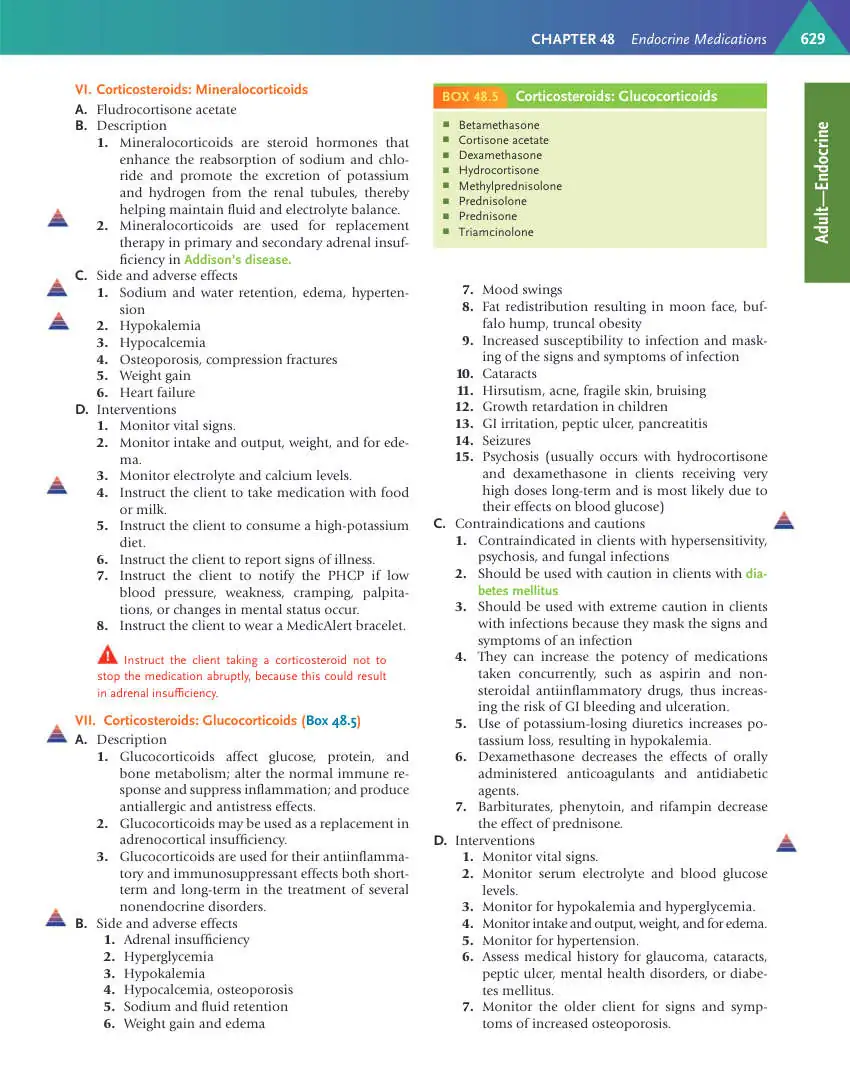 CHAPTER 48 Endocrine Medications 629
VI. Corticosteroids: Mineralocorticoids
A. Fludrocortisone acetate
B. Description
1. Mineralocorticoids are steroid hormones that
enhance the reabsorption of sodium and chlo-
ride and promote the excretion of potassium
and hydrogen from the renal tubules, thereby
helping maintain fluid and electrolyte balance.
2. Mineralocorticoids are used for replacement
therapy in primary and secondary adrenal insuf-
ficiency in Addison's disease.
C. Side and adverse effects
1. Sodium and water retention, edema, hyperten-
sion
2. Hypokalemia
3. Hypocalcemia
4. Osteoporosis, compression fractures
5. Weight gain
6. Heart failure
D. Interventions
1. Monitor vital signs.
2. Monitor intake and output, weight, and for ede-
ma.
3. Monitor electrolyte and calcium levels.
4. Instruct the client to take medication with food
or milk.
5. Instruct the client to consume a high-potassium
diet.
6. Instruct the client to report signs of illness.
7. Instruct the client to notify the PHCP if low
blood pressure, weakness, cramping, palpita-
tions, or changes in mental status occur.
8. Instruct the client to wear a MedicAlert bracelet.
Instruct the client taking a corticosteroid not to
stop the medication abruptly, because this could result
in adrenal insufficiency.
VII. Corticosteroids: Glucocorticoids (Box 48.5)
A. Description
1. Glucocorticoids affect glucose, protein, and
bone metabolism; alter the normal immune re-
sponse and suppress inflammation; and produce
antiallergic and antistress effects.
2. Glucocorticoids may be used as a replacement in
adrenocortical insufficiency.
3. Glucocorticoids are used for their antiinflamma-
tory and immunosuppressant effects both short-
term and long-term in the treatment of several
nonendocrine disorders.
B. Side and adverse effects
1. Adrenal insufficiency
2. Hyperglycemia
3. Hypokalemia
4. Hypocalcemia, osteoporosis
5. Sodium and fluid retention
6. Weight gain and edema
BOX 48.5 Corticosteroids: Glucocorticoids
■ Betamethasone
■ Cortisone acetate
■ Dexamethasone
■ Hydrocortisone
■ Methylprednisolone
■ Prednisolone
■ Prednisone
■ Triamcinolone
7. Mood swings
8. Fat redistribution resulting in moon face, buf-
falo hump, truncal obesity
9. Increased susceptibility to infection and mask-
ing of the signs and symptoms of infection
10. Cataracts
11. Hirsutism, acne, fragile skin, bruising
12. Growth retardation in children
13. GI irritation, peptic ulcer, pancreatitis
14. Seizures
15. Psychosis (usually occurs with hydrocortisone
and dexamethasone in clients receiving very
high doses long-term and is most likely due to
their effects on blood glucose)
C. Contraindications and cautions
1. Contraindicated in clients with hypersensitivity,
psychosis, and fungal infections
2. Should be used with caution in clients with dia-
betes mellitus
3. Should be used with extreme caution in clients
with infections because they mask the signs and
symptoms of an infection
4. They can increase the potency of medications
taken concurrently, such as aspirin and non-
steroidal antiinflammatory drugs, thus increas-
ing the risk of GI bleeding and ulceration.
5. Use of potassium-losing diuretics increases po-
tassium loss, resulting in hypokalemia.
6. Dexamethasone decreases the effects of orally
administered anticoagulants and antidiabetic
agents.
7. Barbiturates, phenytoin, and rifampin decrease
the effect of prednisone.
D. Interventions
1. Monitor vital signs.
2. Monitor serum electrolyte and blood glucose
levels.
3. Monitor for hypokalemia and hyperglycemia.
4. Monitor intake and output, weight, and for edema.
5. Monitor for hypertension.
6. Assess medical history for glaucoma, cataracts,
peptic ulcer, mental health disorders, or diabe-
tes mellitus.
7. Monitor the older client for signs and symp-
toms of increased osteoporosis.
Adult—Endocrine